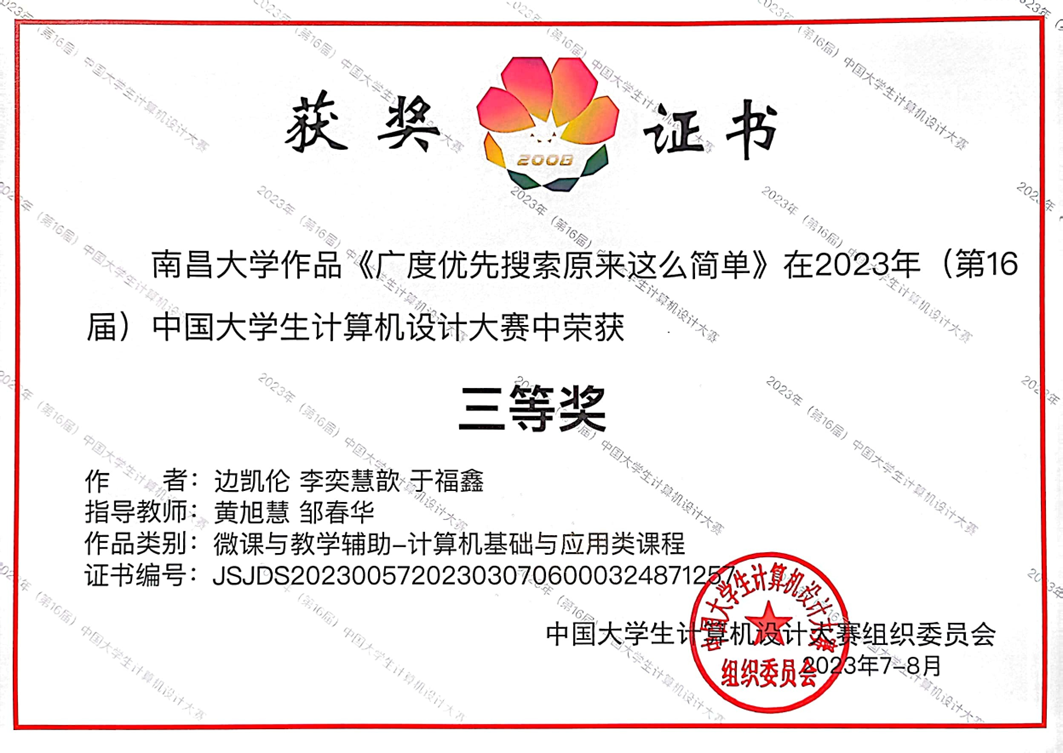 获奖证书
2008
南昌大学作品《广度优先搜索原来这么简单》在2023年（第16
届）中国大学生计算机设计大赛中荣获
三等奖
作　　者：边凯伦 李奕慧歆 于福鑫
指导教师：黄旭慧 邹春华
作品类别：微课与教学辅助–计算机基础与应用类课程
证书编号：JSJDS202300572023030706000324871257
中国大学生计算机设计大赛组织委员会
2023年7–8月
中国大学生计算机设计大赛
组织委员会
2023年（第16届）中国大学生计算机设计大赛